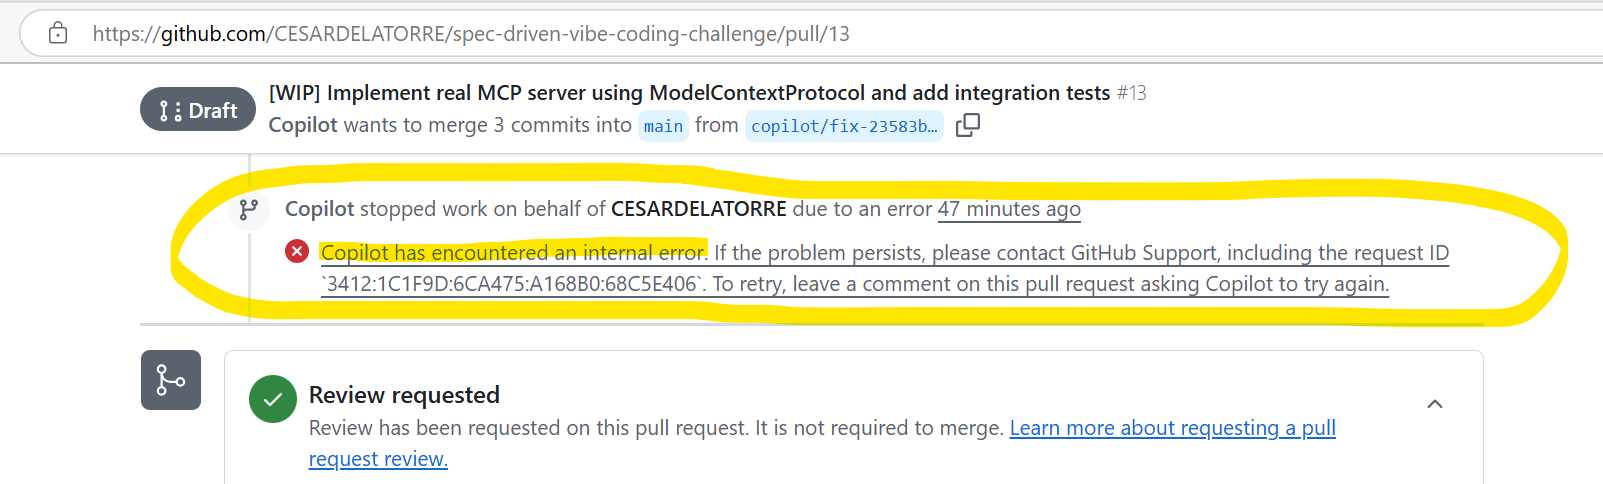 https://github.com/CESARDELATORRE/spec-driven-vibe-coding-challenge/pull/13
Draft
[WIP] Implement real MCP server using ModelContextProtocol and add integration tests #13
Copilot wants to merge 3 commits into main from copilot/fix-23583b…
Copilot stopped work on behalf of CESARDELATORRE due to an error 47 minutes ago
Copilot has encountered an internal error. If the problem persists, please contact GitHub Support, including the request ID
`3412:1C1F9D:6CA475:A168B0:68C5E406`. To retry, leave a comment on this pull request asking Copilot to try again.
Review requested
Review has been requested on this pull request. It is not required to merge. Learn more about requesting a pull
request review.